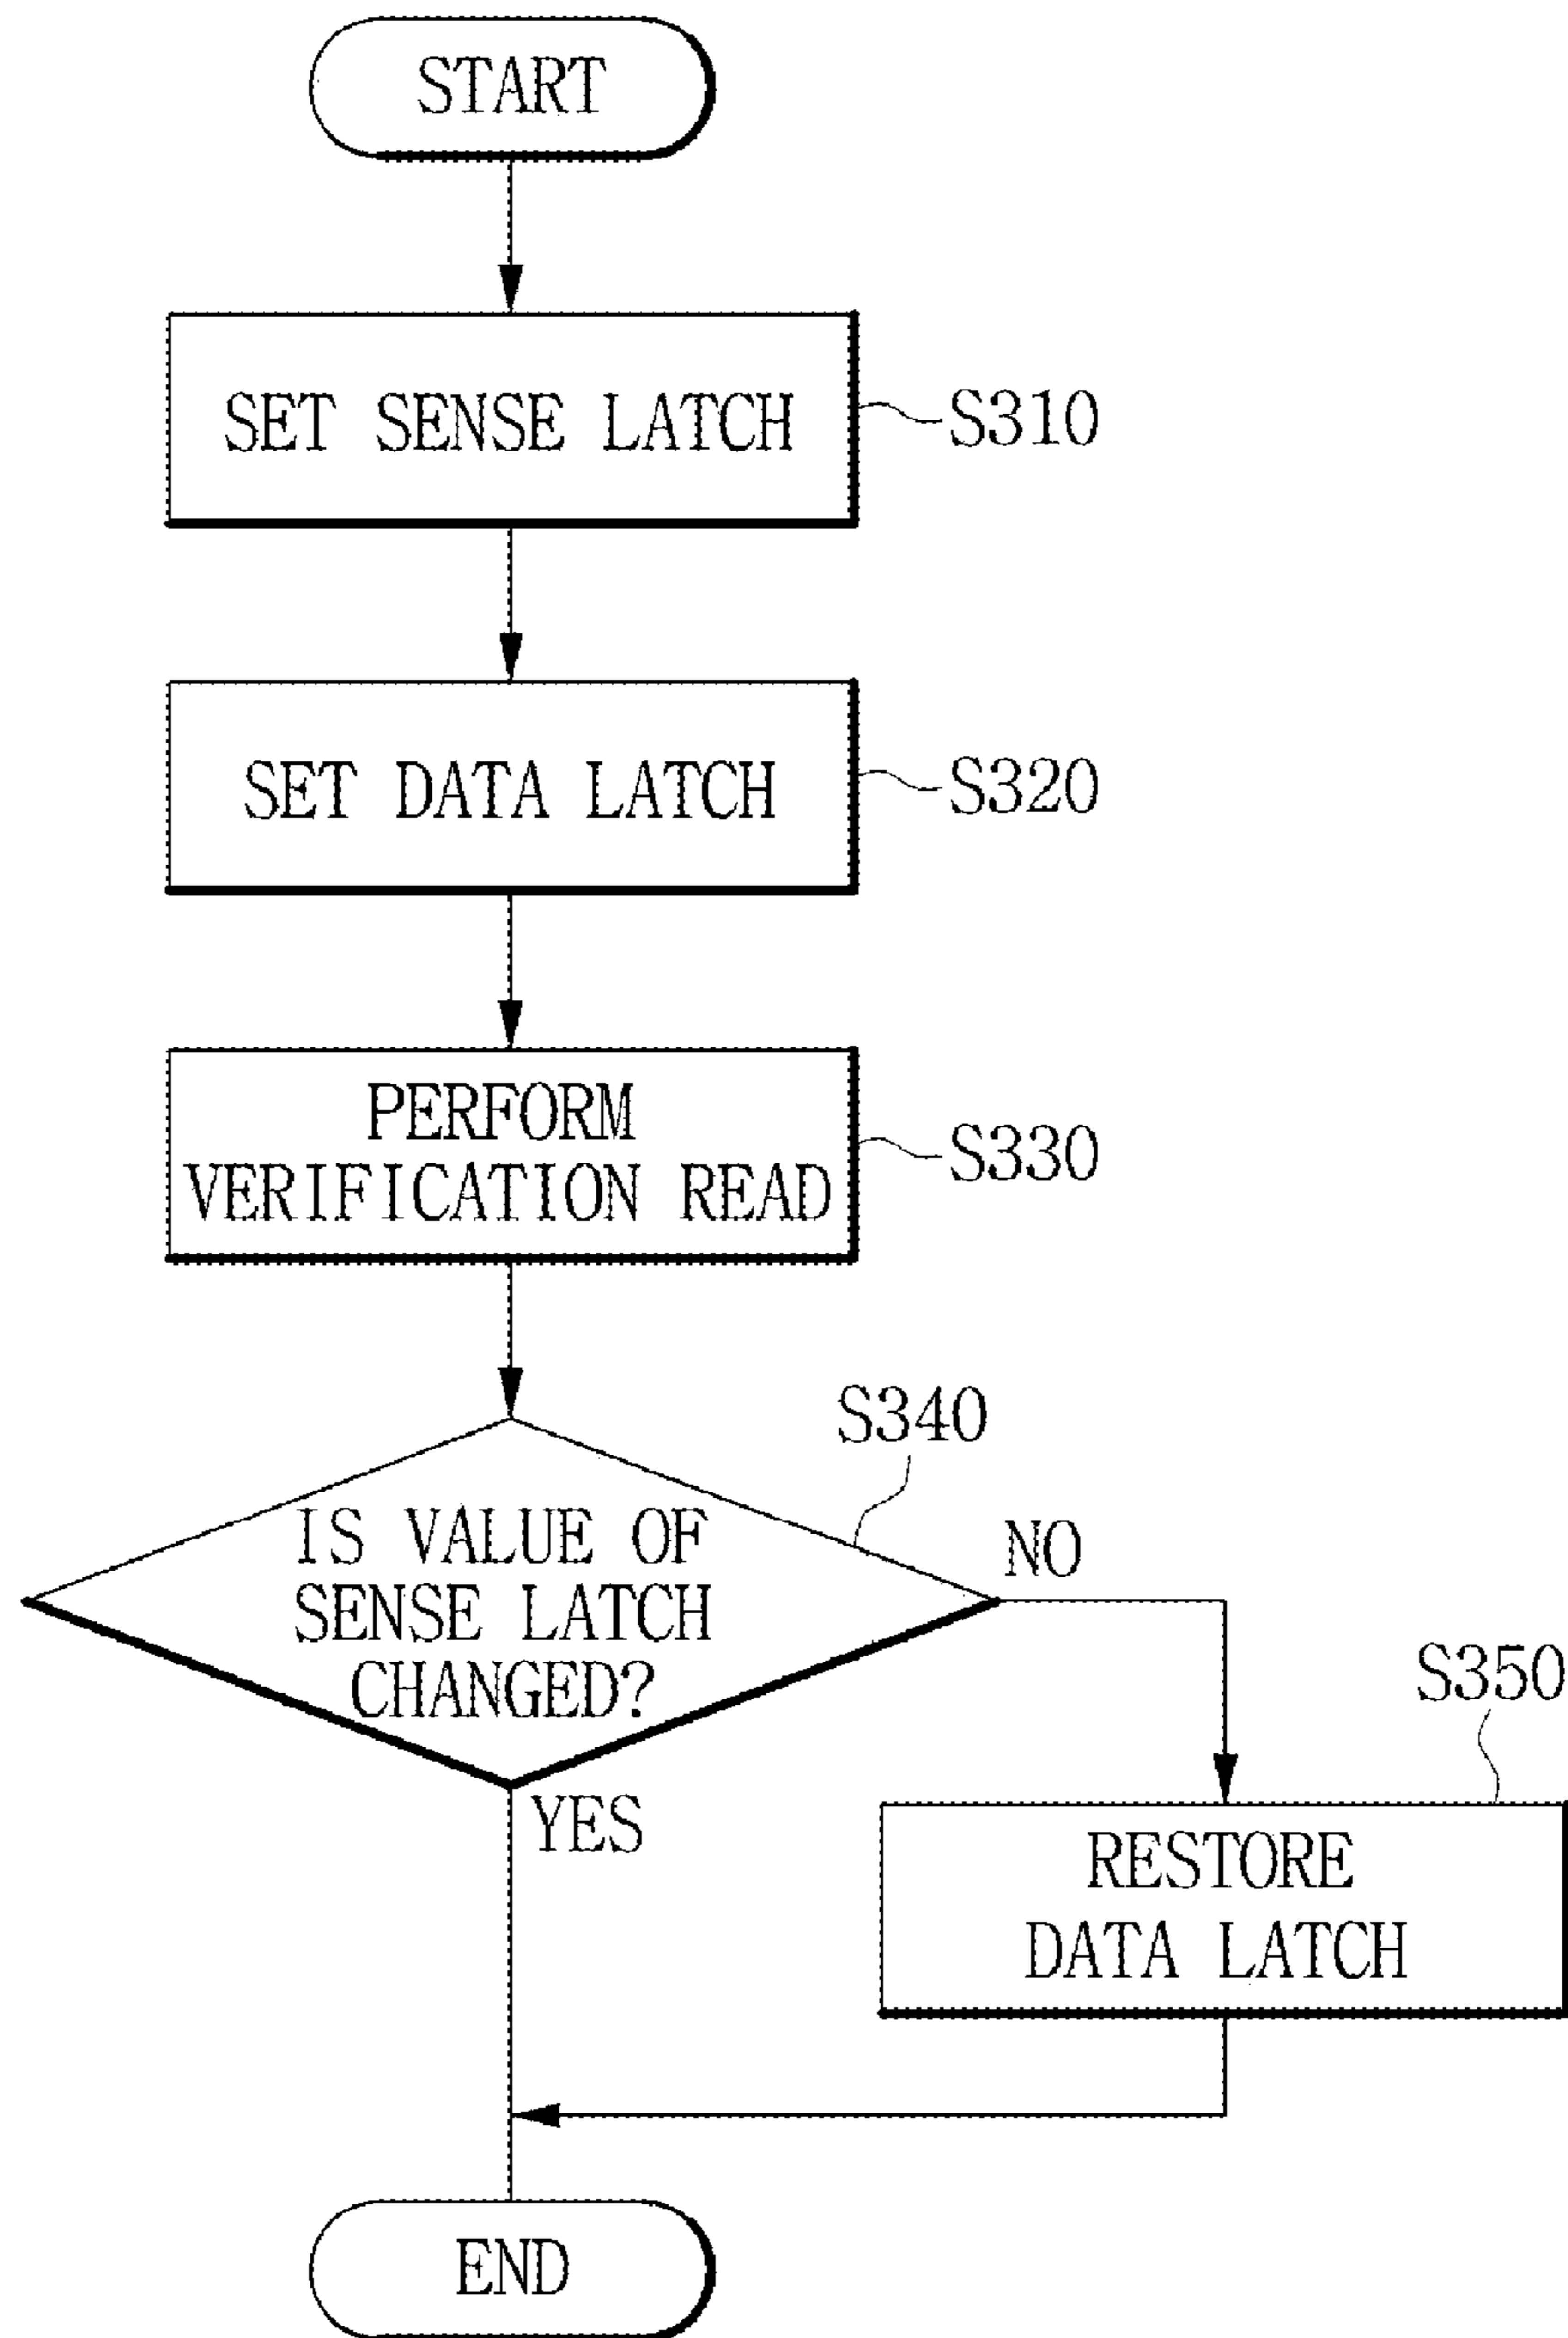 START
SET SENSE LATCH
S310
SET DATA LATCH
S320
PERFORM
VERIFICATION READ
S330
S340
IS VALUE OF
SENSE LATCH
CHANGED?
NO
YES
S350
RESTORE
DATA LATCH
END